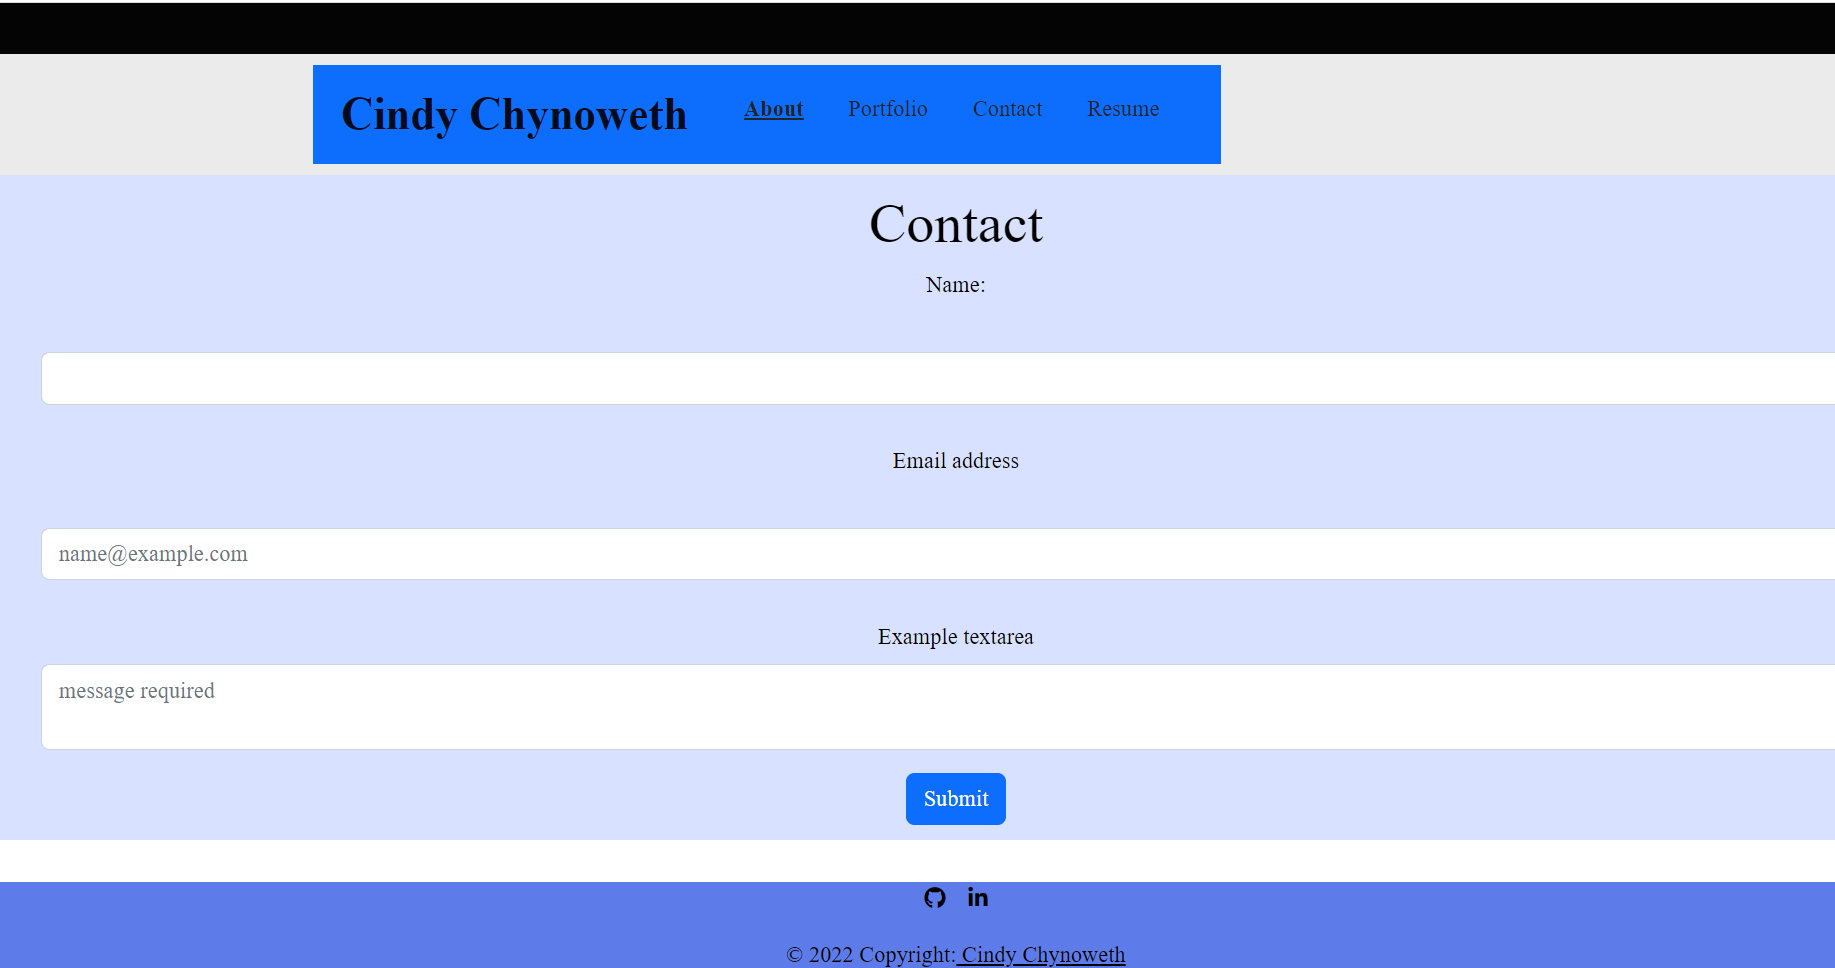 Cindy Chynoweth About Portfolio Contact Resume
Contact
Name:
Email address
name@example.com
Example textarea
message required
Submit
in
© 2022 Copyright: Cindy Chynoweth